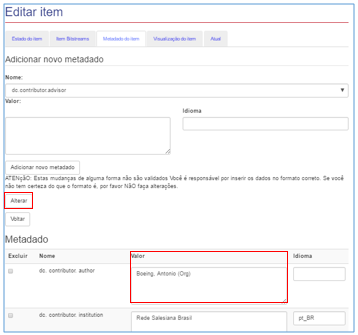 Editar item
Estado do item Item Bitstreams Metadado do item Visualização do item Atual
Adicionar novo metadado
Nome:
dc.contributor.advisor
Valor:
Idioma
Adicionar novo metadado
ATENÇÃO: Estas mudanças de alguma forma não são validados Você é responsável por inserir os dados no formato correto. Se você
não tem certeza do que o formato é, por favor NÃO faça alterações.
Alterar
Voltar
Metadado
Excluir Nome Valor Idioma
dc. contributor. author Boeing, Antonio (Org)
dc. contributor. institution Rede Salesiana Brasil pt_BR